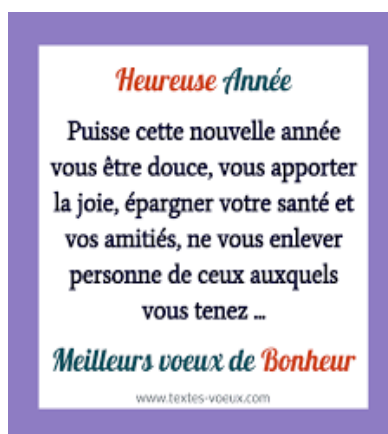 Heureuse Année
Puisse cette nouvelle année
vous être douce, vous apporter
la joie, épargner votre santé et
vos amitiés, ne vous enlever
personne de ceux auxquels
vous tenez ...
Meilleurs voeux de Bonheur
www.textes-voeux.com